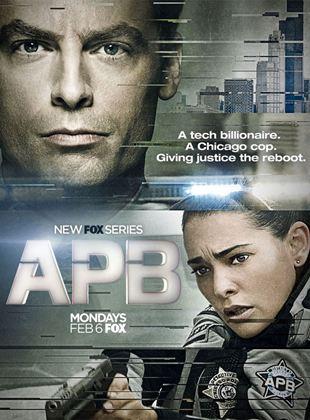 A tech billionaire.
A Chicago cop.
Giving justice the reboot.
NEW FOX SERIES
APB
MONDAYS
FEB 6 FOX
APB